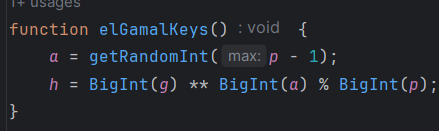 1+ usages
function elGamalKeys() : void {
a = getRandomInt( max: p - 1);
h = BigInt(g) ** BigInt(a) % BigInt(p);
}